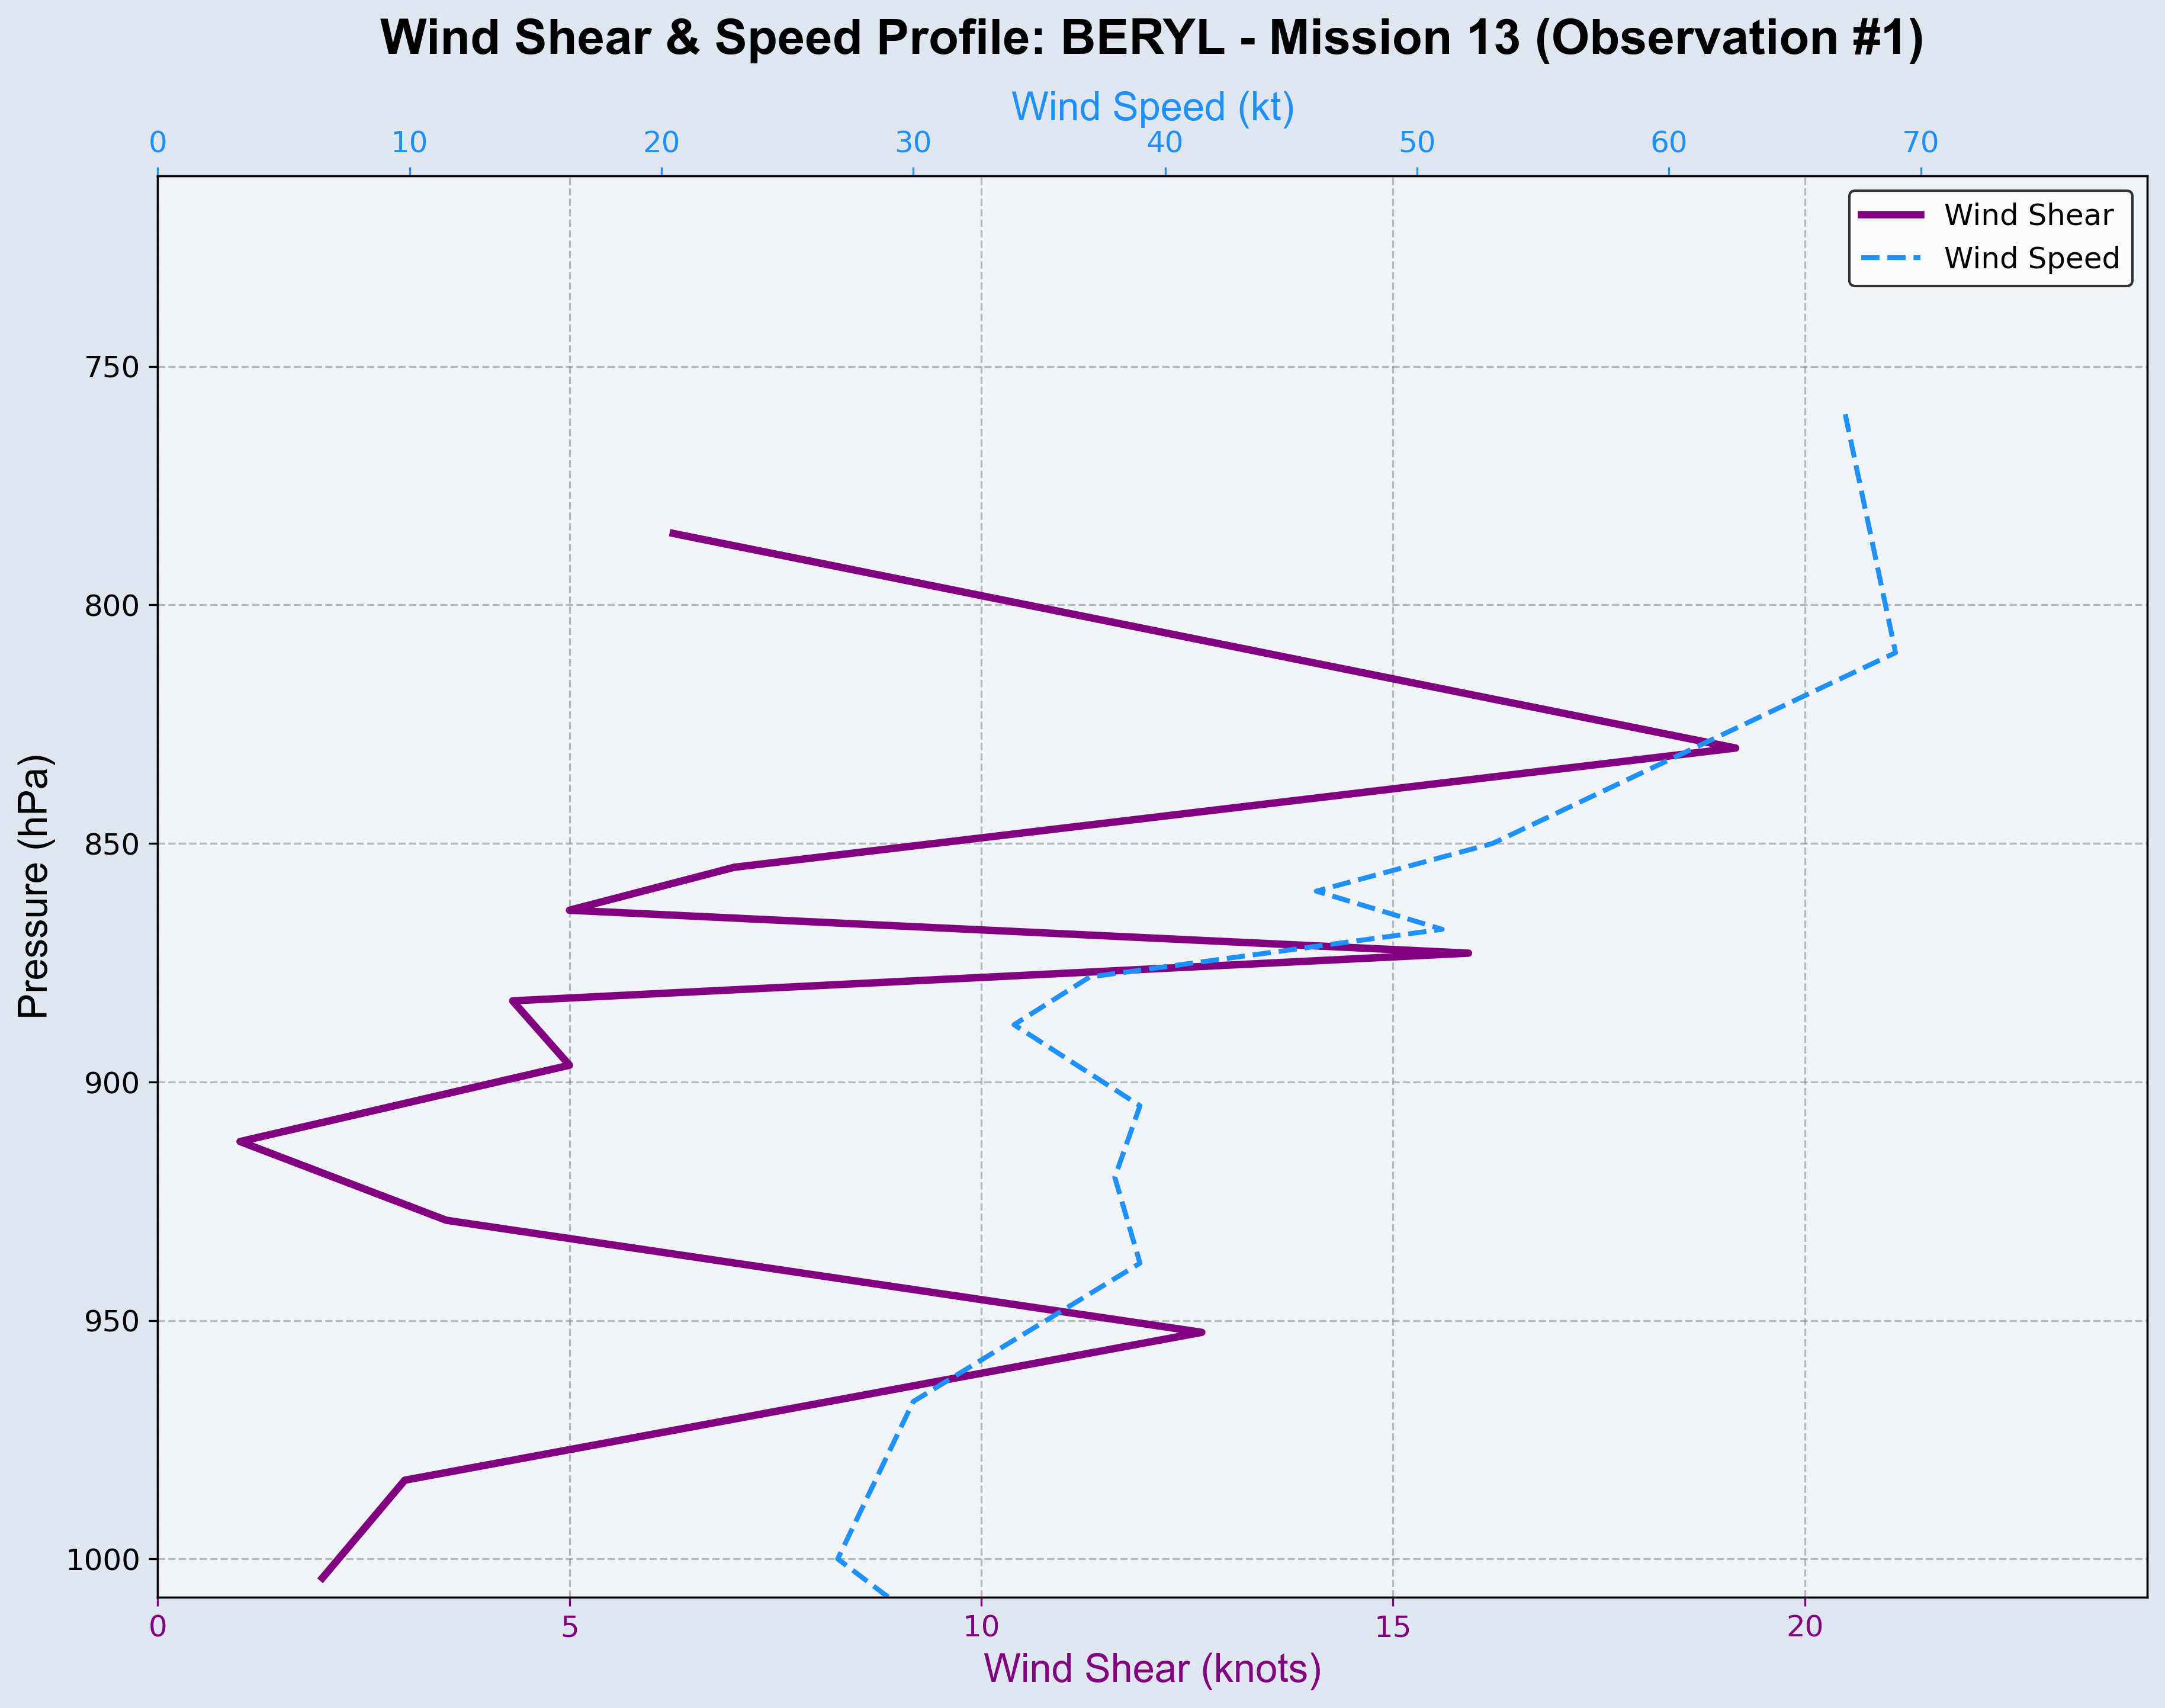 Wind Shear & Speed Profile: BERYL - Mission 13 (Observation #1)
Wind Speed (kt)
0 10 20 30 40 50 60 70
Wind Shear
Wind Speed
750
800
850
900
950
1000
Pressure (hPa)
0 5 10 15 20
Wind Shear (knots)